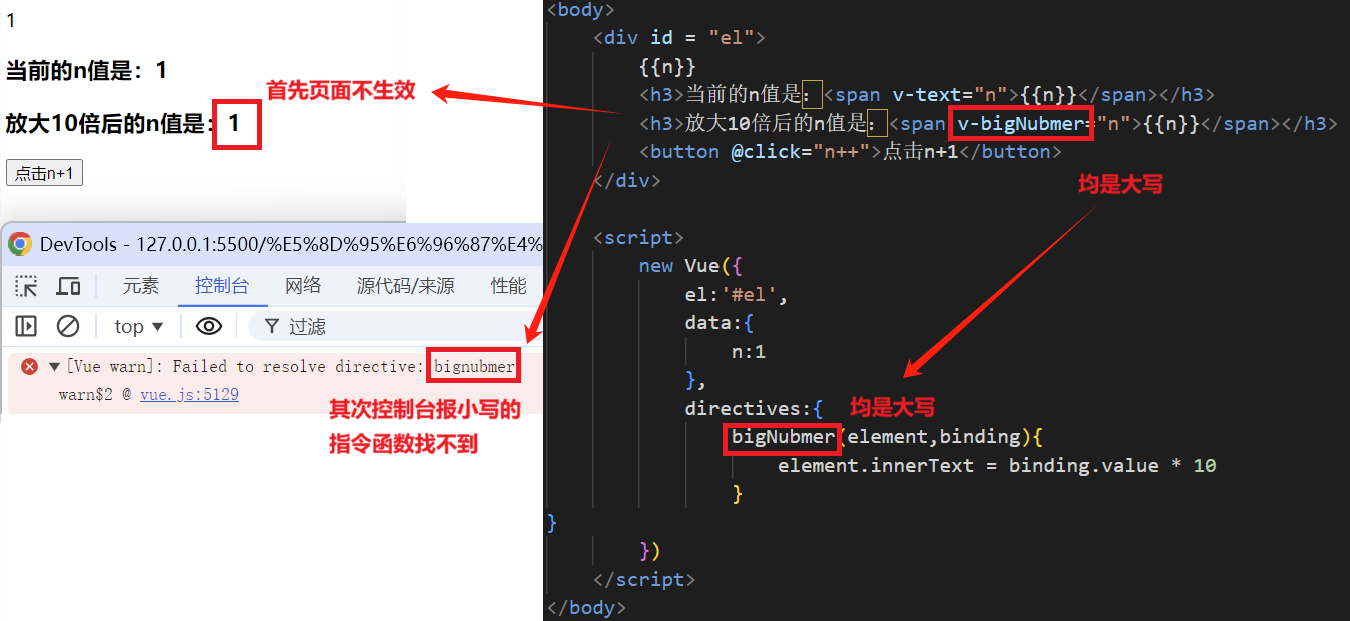 1
当前的n值是：1
放大10倍后的n值是：1
点击n+1
首先页面不生效
DevTools - 127.0.0.1:5500/%E5%8D%95%E6%96%87%E4%
元素 控制台 网络 源代码/来源 性能
top 过滤
[Vue warn]: Failed to resolve directive: bignubmer
warn$2 @ vue.js:5129
其次控制台报小写的
指令函数找不到
<body>
<div id = "el">
{{n}}
<h3>当前的n值是：<span v-text="n">{{n}}</span></h3>
<h3>放大10倍后的n值是：<span v-bigNubmer="n">{{n}}</span></h3>
<button @click="n++">点击n+1</button>
</div>
均是大写
<script>
new Vue({
el:'#el',
data:{
n:1
},
directives:{
均是大写
bigNubmer(element,binding){
element.innerText = binding.value * 10
}
}
})
</script>
</body>